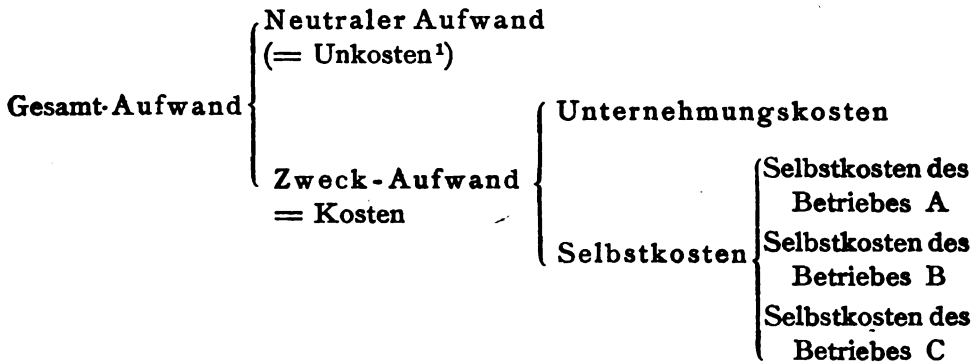 Neutraler Aufwand
(= Unkosten¹)
Gesamt-Aufwand
Unternehmungskosten
Zweck-Aufwand
= Kosten
Selbstkosten
Selbstkosten des
Betriebes A
Selbstkosten des
Betriebes B
Selbstkosten des
Betriebes C